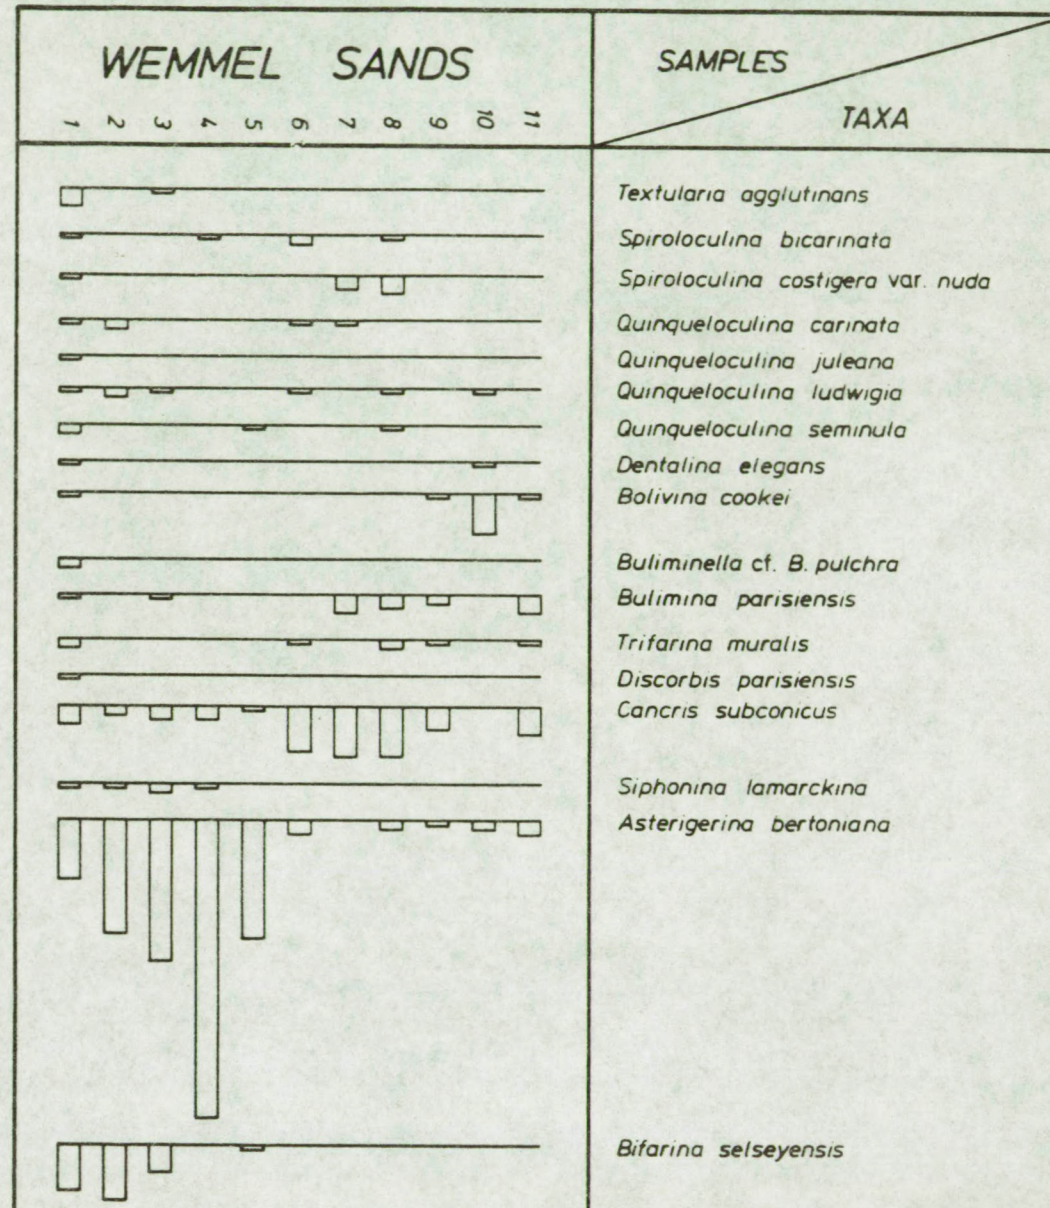 WEMMEL SANDS
SAMPLES
TAXA
1 2 3 4 5 6 7 8 9 10 11
Textularia agglutinans
Spiroloculina bicarinata
Spiroloculina costigera var. nuda
Quinqueloculina carinata
Quinqueloculina juleana
Quinqueloculina ludwigia
Quinqueloculina seminula
Dentalina elegans
Bolivina cookei
Buliminella cf. B. pulchra
Bulimina parisiensis
Trifarina muralis
Discorbis parisiensis
Cancris subconicus
Siphonina lamarckina
Asterigerina bertoniana
Bifarina selseyensis